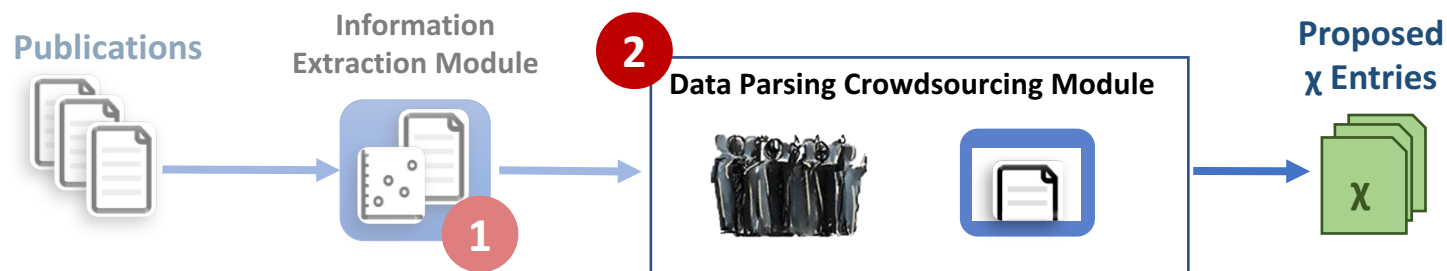 Publications
Information
Extraction Module
1
2
Data Parsing Crowdsourcing Module
Proposed
χ Entries
χ